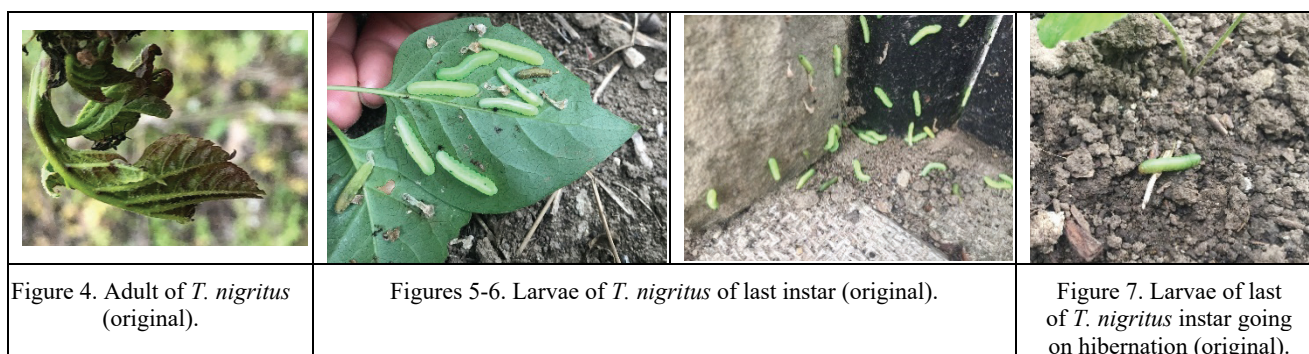 Figure 4. Adult of T. nigritus
(original).
Figures 5-6. Larvae of T. nigritus of last instar (original).
Figure 7. Larvae of last
of T. nigritus instar going
on hibernation (original).